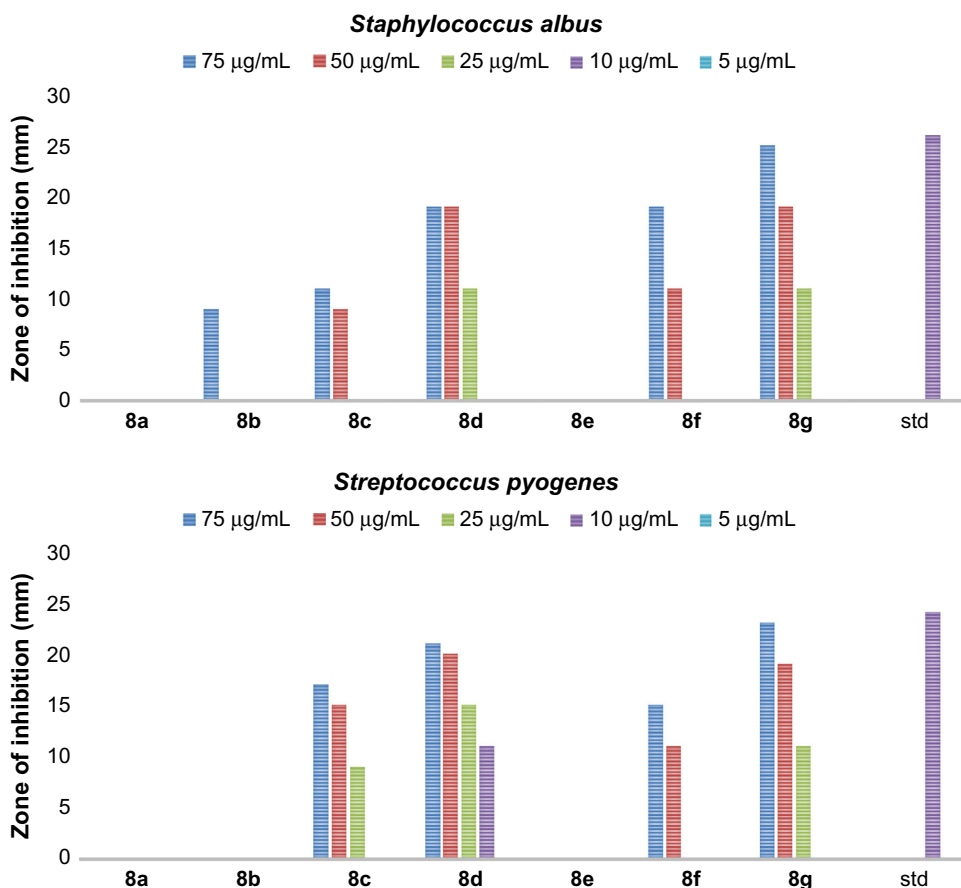 Staphylococcus albus
75 µg/mL 50 µg/mL 25 µg/mL 10 µg/mL 5 µg/mL
Zone of inhibition (mm)
30
25
20
15
10
5
0
8a 8b 8c 8d 8e 8f 8g std
Streptococcus pyogenes
75 µg/mL 50 µg/mL 25 µg/mL 10 µg/mL 5 µg/mL
Zone of inhibition (mm)
30
25
20
15
10
5
0
8a 8b 8c 8d 8e 8f 8g std